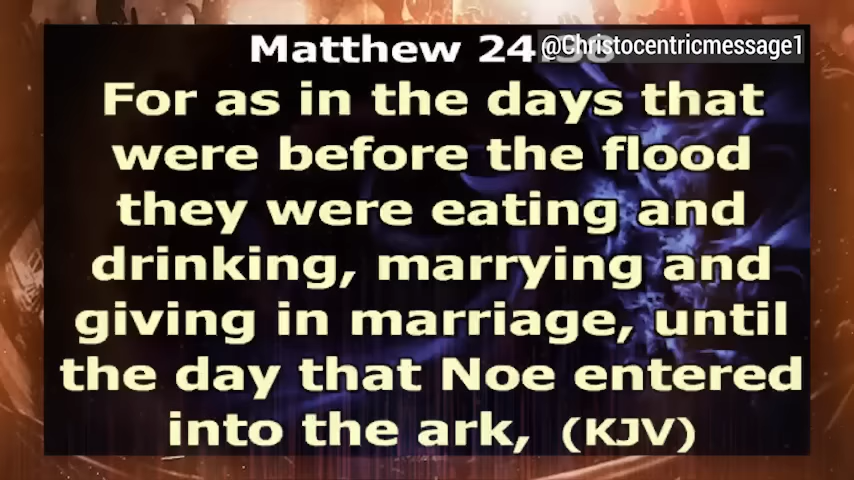 Matthew 24:38
@Christocentricmessage1
For as in the days that
were before the flood
they were eating and
drinking, marrying and
giving in marriage, until
the day that Noe entered
into the ark, (KJV)